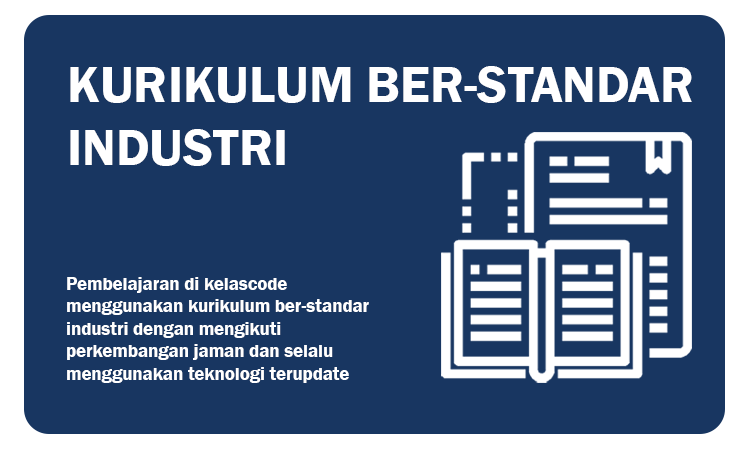 KURIKULUM BER-STANDAR
INDUSTRI
Pembelajaran di kelascode
menggunakan kurikulum ber-standar
industri dengan mengikuti
perkembangan jaman dan selalu
menggunakan teknologi terupdate